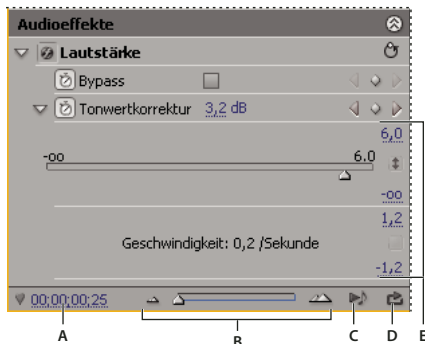 Audioeffekte
Lautstärke
Bypass
Tonwertkorrektur 3,2 dB
6,0
-oo 6.0
-oo
1,2
Geschwindigkeit: 0,2 /Sekunde
-1,2
00;00;00;25
A B C D E